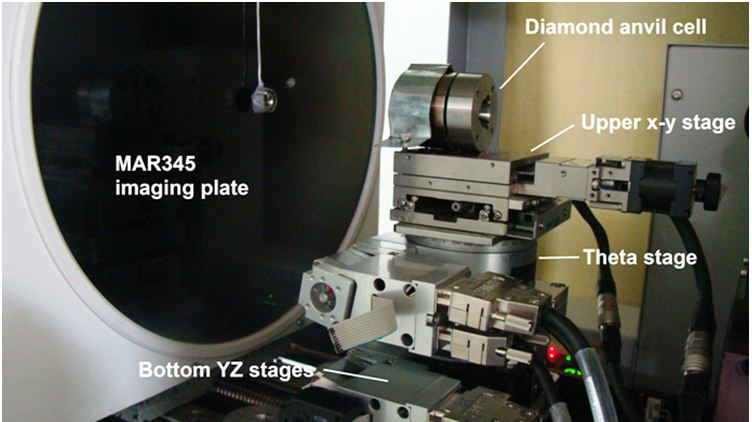 Diamond anvil cell
Upper x-y stage
MAR345
imaging plate
Theta stage
Bottom YZ stages